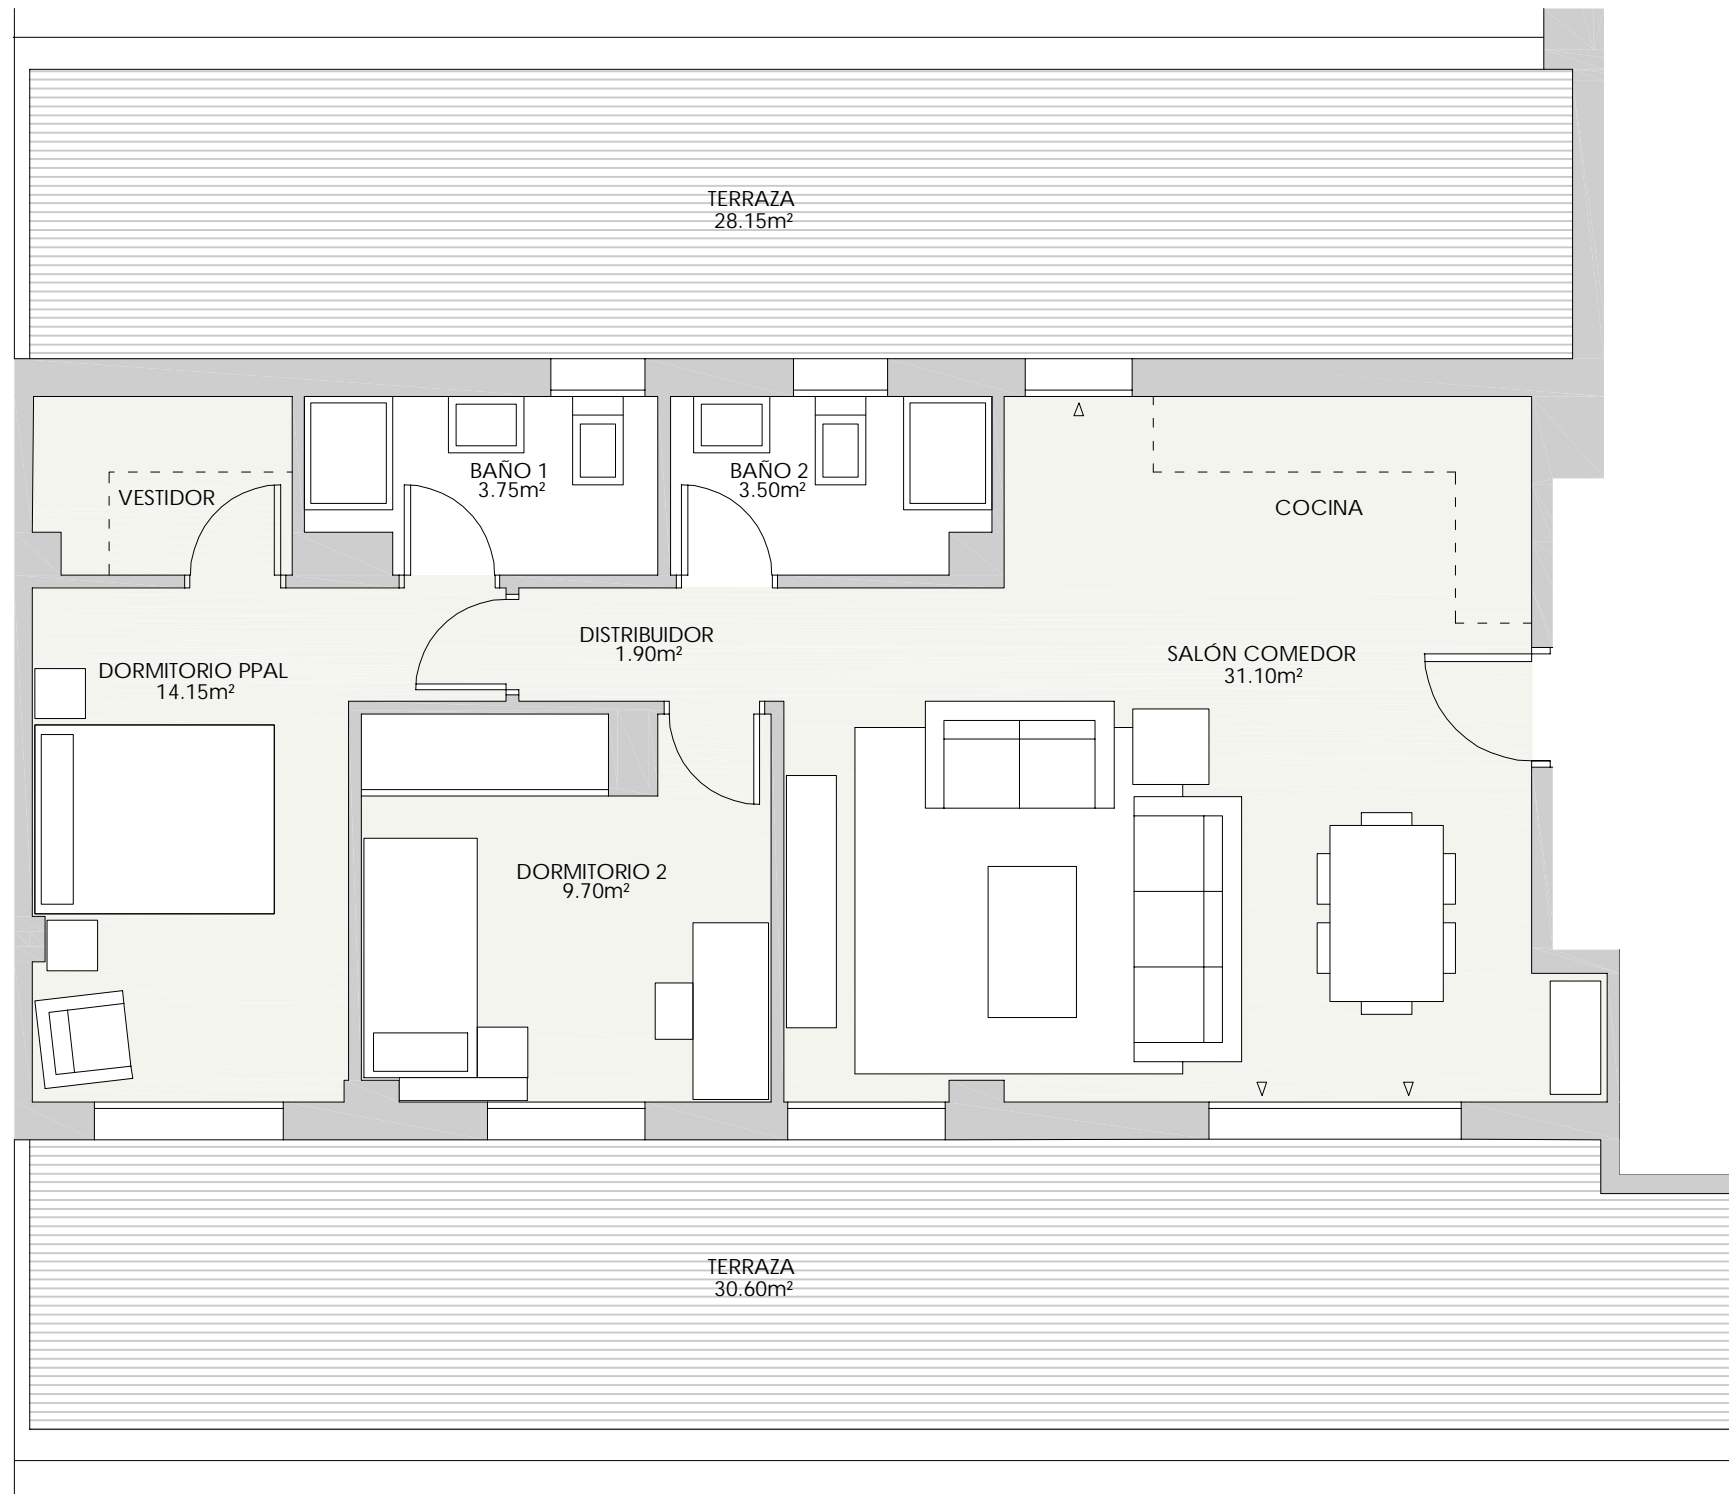 TERRAZA
28.15m²
BAÑO 1
3.75m²
BAÑO 2
3.50m²
VESTIDOR
COCINA
DISTRIBUIDOR
1.90m²
SALÓN COMEDOR
31.10m²
DORMITORIO PPAL
14.15m²
DORMITORIO 2
9.70m²
TERRAZA
30.60m²